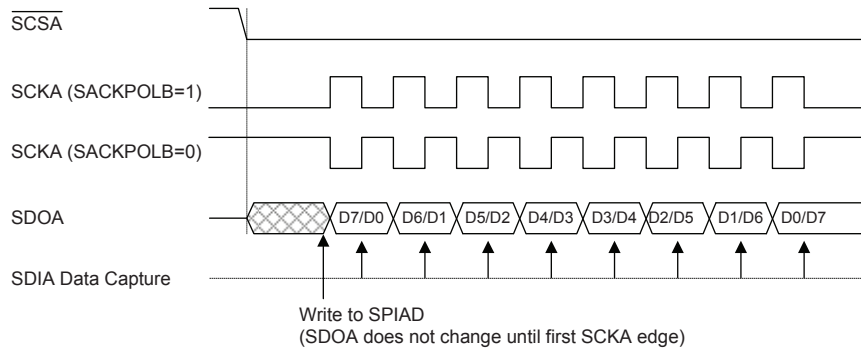 SCSA
SCKA (SACKPOLB=1)
SCKA (SACKPOLB=0)
SDOA D7/D0 D6/D1 D5/D2 D4/D3 D3/D4 D2/D5 D1/D6 D0/D7
SDIA Data Capture
Write to SPIAD
(SDOA does not change until first SCKA edge)